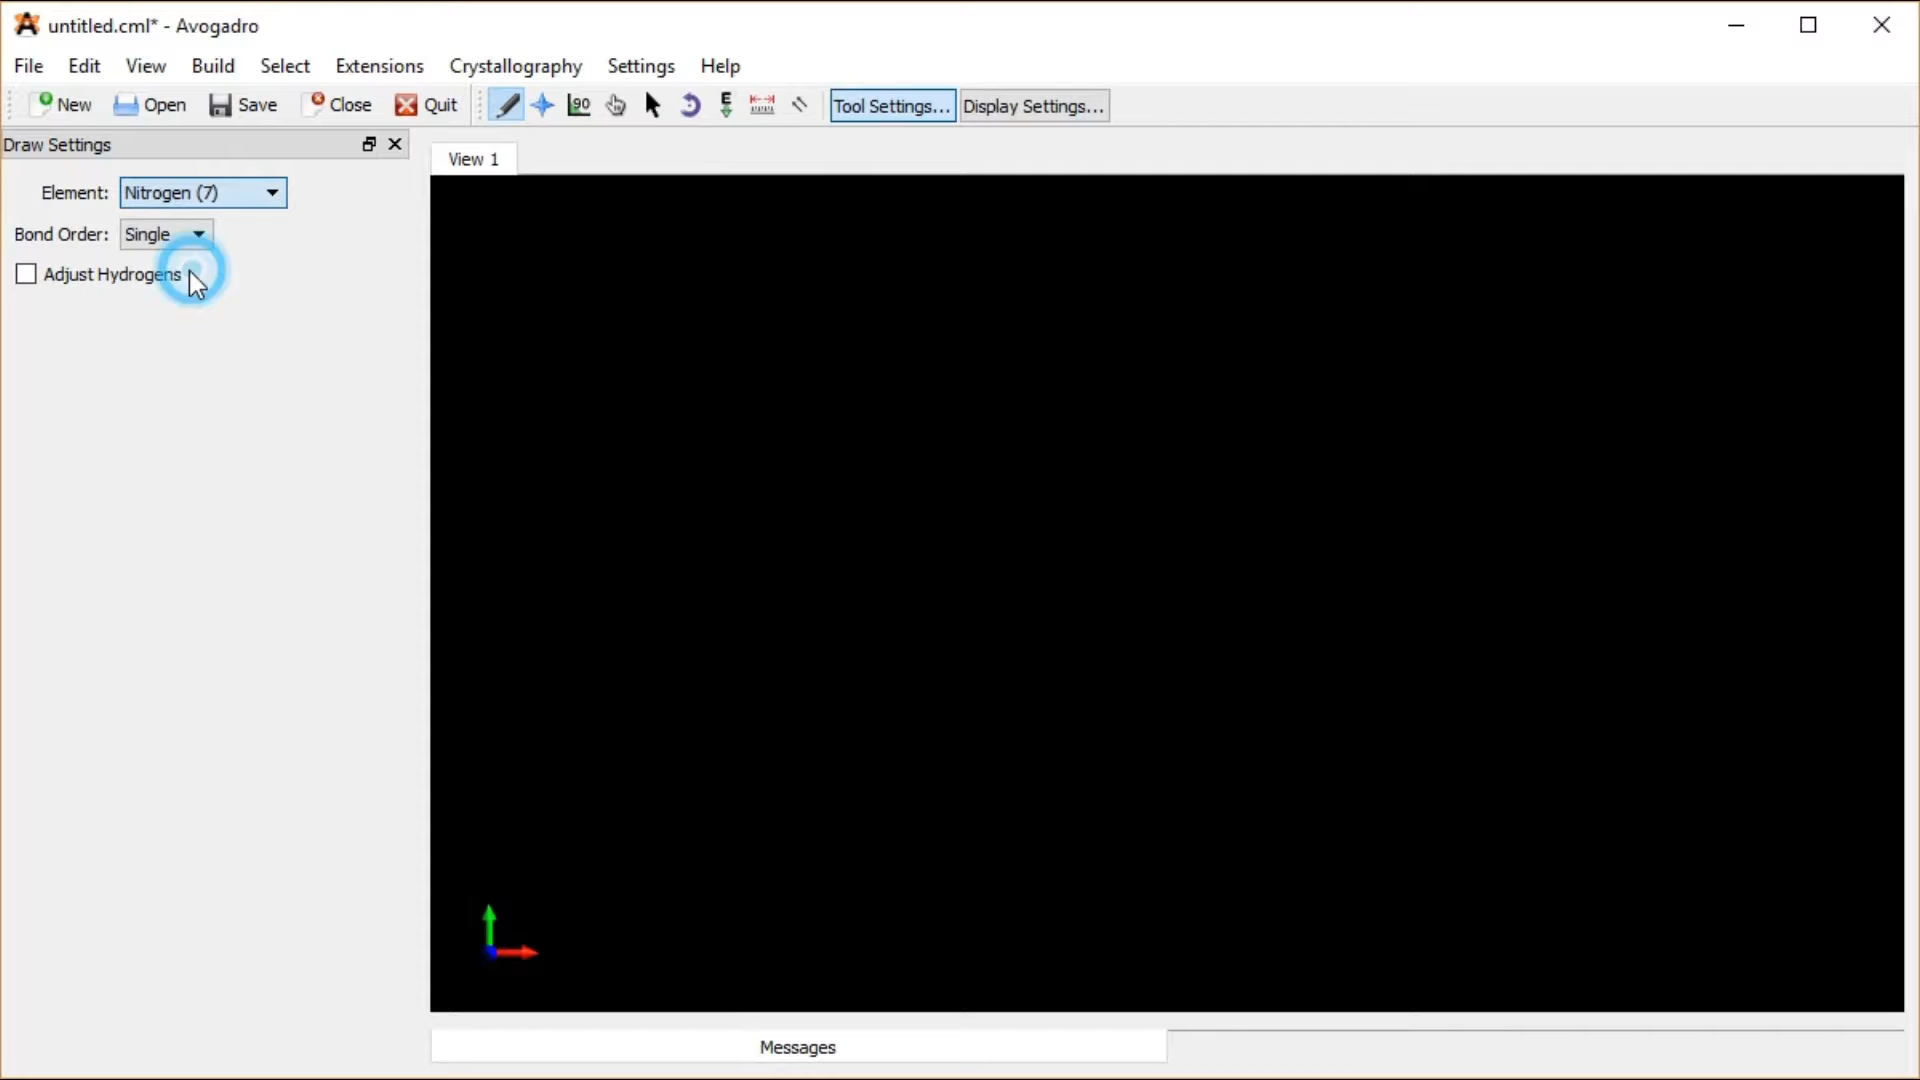 untitled.cml* - Avogadro
File Edit View Build Select Extensions Crystallography Settings Help
New Open Save Close Quit 90 E Tool Settings... Display Settings...
Draw Settings
View 1
Element: Nitrogen (7)
Bond Order: Single
Adjust Hydrogens
Messages